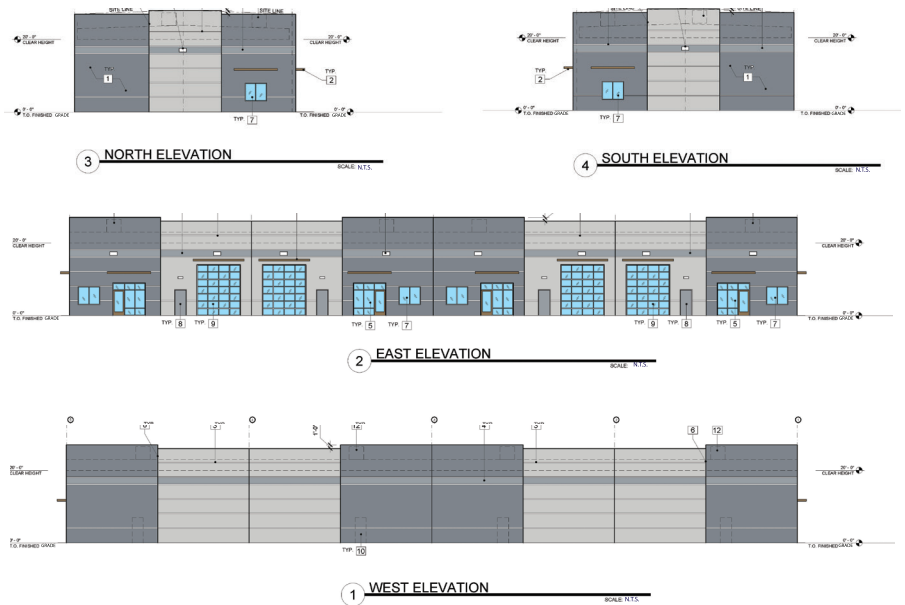 SITE LINE
SITE LINE
20' - 0"
CLEAR HEIGHT
20' - 0"
CLEAR HEIGHT
1
TYP.
2
0' - 0"
T.O. FINISHED GRADE
0' - 0"
T.O. FINISHED GRADE
TYP. 7
3 NORTH ELEVATION
SCALE: N.T.S.
20' - 0"
CLEAR HEIGHT
20' - 0"
CLEAR HEIGHT
TYP.
2
1
0' - 0"
T.O. FINISHED GRADE
0' - 0"
T.O. FINISHED GRADE
TYP. 7
4 SOUTH ELEVATION
SCALE: N.T.S.
20' - 0"
CLEAR HEIGHT
20' - 0"
CLEAR HEIGHT
0' - 0"
T.O. FINISHED GRADE
0' - 0"
T.O. FINISHED GRADE
TYP. 8 TYP. 9 TYP. 5 TYP. 7 TYP. 9 TYP. 8 TYP. 5 TYP. 7
2 EAST ELEVATION
SCALE: N.T.S.
6 12
20' - 0"
CLEAR HEIGHT
20' - 0"
CLEAR HEIGHT
T.O. FINISHED GRADE
0' - 0"
T.O. FINISHED GRADE
TYP. 10
1 WEST ELEVATION
SCALE: N.T.S.